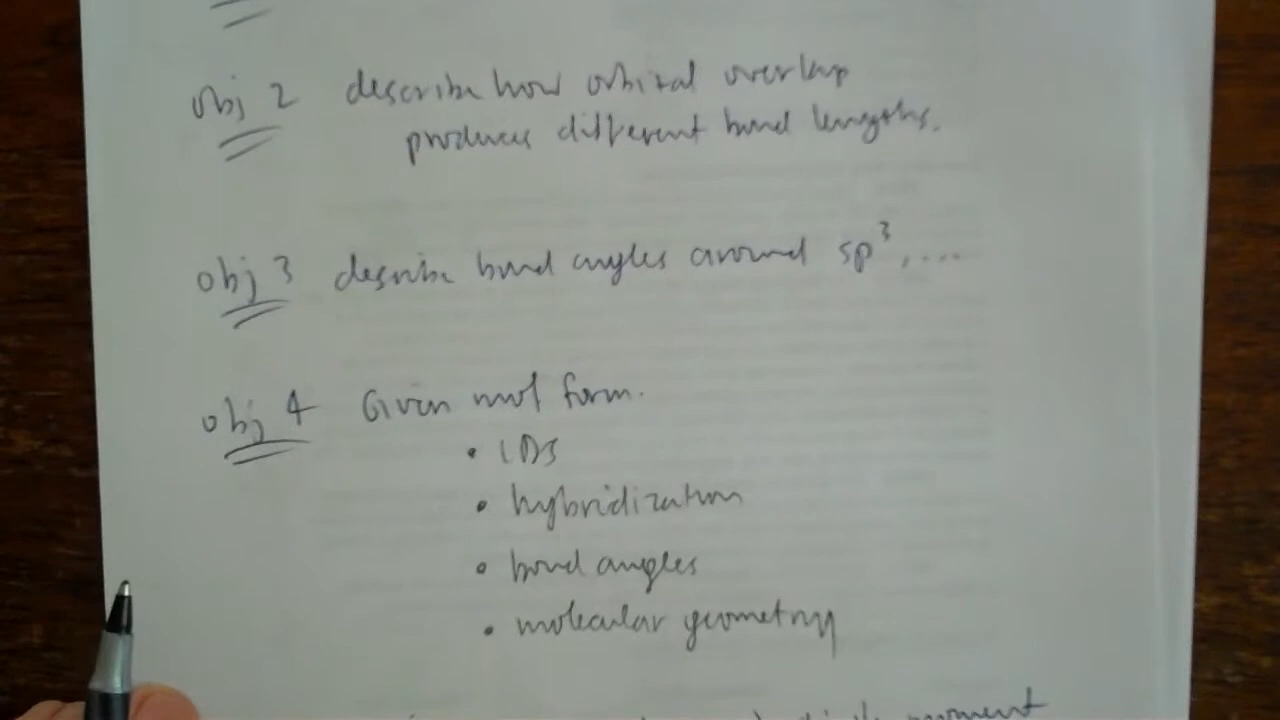 obj 2 describe how orbital overlap
produces different bond lengths.
obj 3 describe bond angles around sp³, ....
obj 4 Given mol form.
• LDS
• hybridization
• bond angles
• molecular geometry
moment